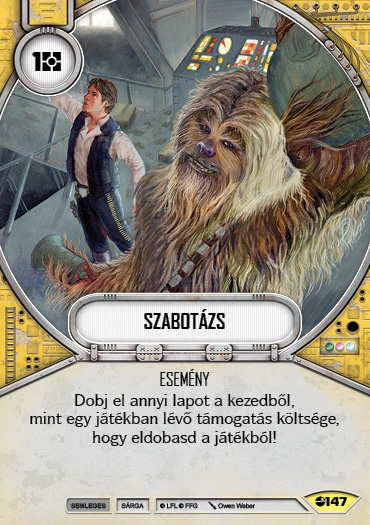 1
SZABOTÁZS
ESEMÉNY
Dobj el annyi lapot a kezedből,
mint egy játékban lévő támogatás költsége,
hogy eldobasd a játékból!
SEMLEGES SÁRGA © LFL © FFG Owen Weber
147